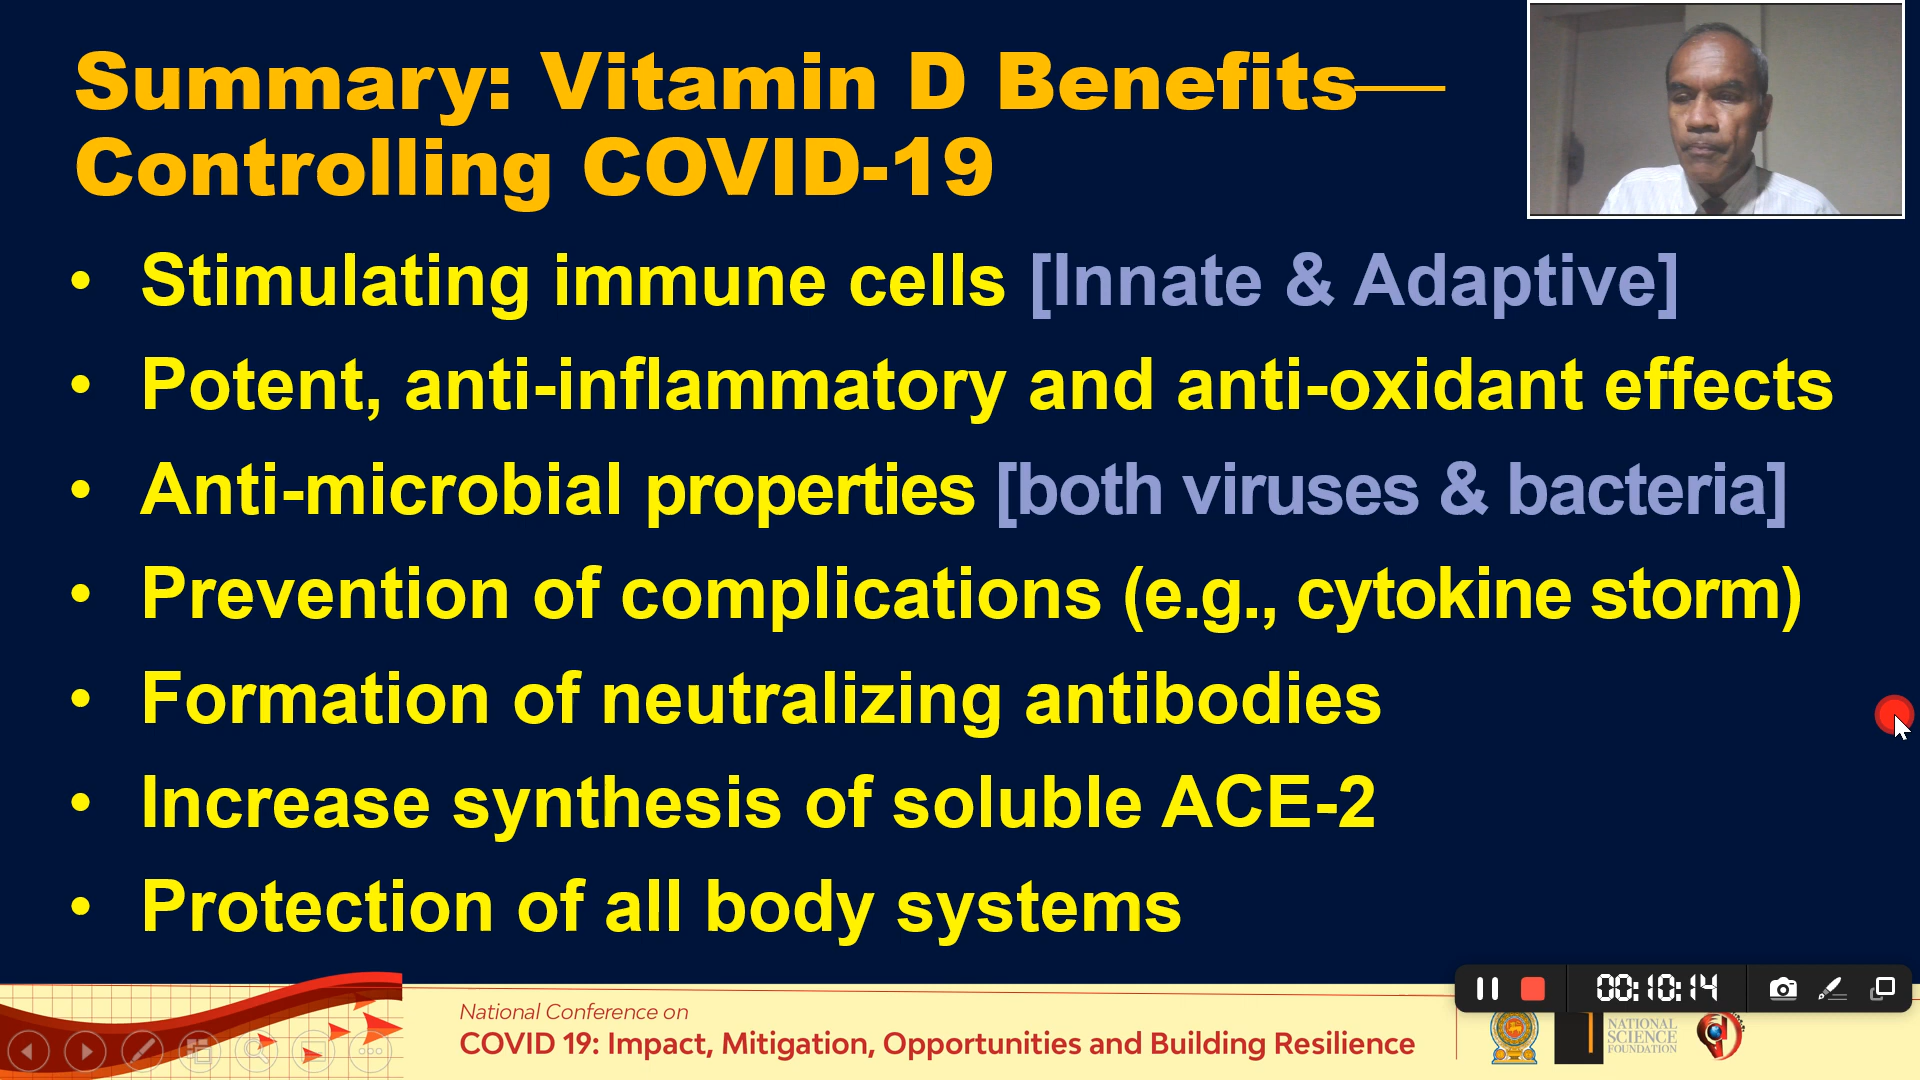 Summary: Vitamin D Benefits—
Controlling COVID-19
• Stimulating immune cells [Innate & Adaptive]
• Potent, anti-inflammatory and anti-oxidant effects
• Anti-microbial properties [both viruses & bacteria]
• Prevention of complications (e.g., cytokine storm)
• Formation of neutralizing antibodies
• Increase synthesis of soluble ACE-2
• Protection of all body systems
00:10:14
National Conference on
COVID 19: Impact, Mitigation, Opportunities and Building Resilience
NATIONAL
SCIENCE
FOUNDATION